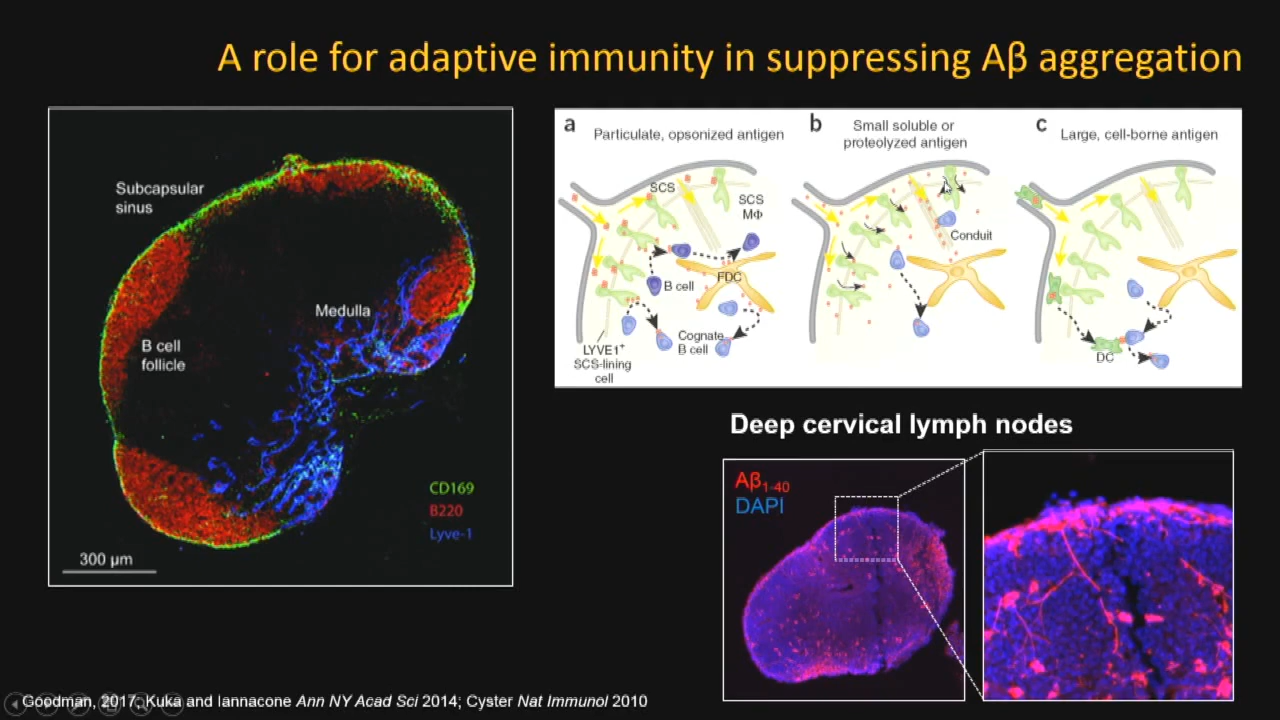 A role for adaptive immunity in suppressing Aβ aggregation
Subcapsular
sinus
Medulla
B cell
follicle
CD169
B220
Lyve-1
300 µm
a
Particulate, opsonized antigen
SCS
SCS
MΦ
FDC
B cell
Cognate
B cell
LYVE1⁺
SCS-lining
cell
b
Small soluble or
proteolyzed antigen
Conduit
c
Large, cell-borne antigen
DC
Deep cervical lymph nodes
Aβ₁₋₄₀
DAPI
Goodman, 2017; Kuka and Iannacone Ann NY Acad Sci 2014; Cyster Nat Immunol 2010